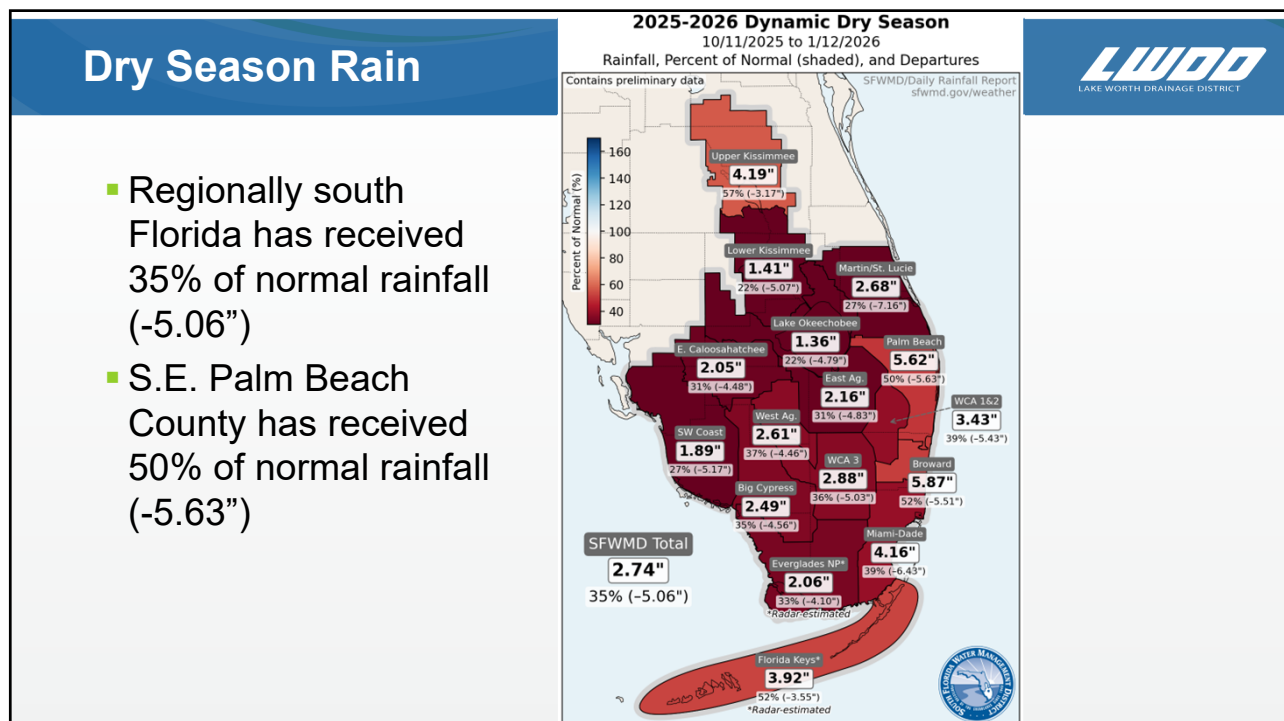 Dry Season Rain
2025-2026 Dynamic Dry Season
10/11/2025 to 1/12/2026
Rainfall, Percent of Normal (shaded), and Departures
LWDD
LAKE WORTH DRAINAGE DISTRICT
Contains preliminary data
SFWMD/Daily Rainfall Report
sfwmd.gov/weather
Regionally south
Florida has received
35% of normal rainfall
(-5.06”)
S.E. Palm Beach
County has received
50% of normal rainfall
(-5.63”)
Percent of Normal (%)
160
140
120
100
80
60
40
Upper Kissimmee
4.19"
57% (–3.17")
Lower Kissimmee
1.41"
22% (–5.07")
Martin/St. Lucie
2.68"
27% (–7.16")
Lake Okeechobee
1.36"
22% (–4.79")
Palm Beach
5.62"
50% (–5.63")
E. Caloosahatchee
2.05"
31% (–4.48")
East Ag.
2.16"
31% (–4.83")
WCA 1&2
3.43"
39% (–5.43")
West Ag.
2.61"
37% (–4.46")
SW Coast
1.89"
27% (–5.17")
WCA 3
2.88"
36% (–5.03")
Broward
5.87"
52% (–5.51")
Big Cypress
2.49"
35% (–4.56")
Miami-Dade
4.16"
39% (–6.43")
SFWMD Total
2.74"
35% (–5.06")
Everglades NP*
2.06"
33% (–4.10")
*Radar-estimated
Florida Keys*
3.92"
52% (–3.55")
*Radar-estimated
SOUTH FLORIDA WATER MANAGEMENT DISTRICT